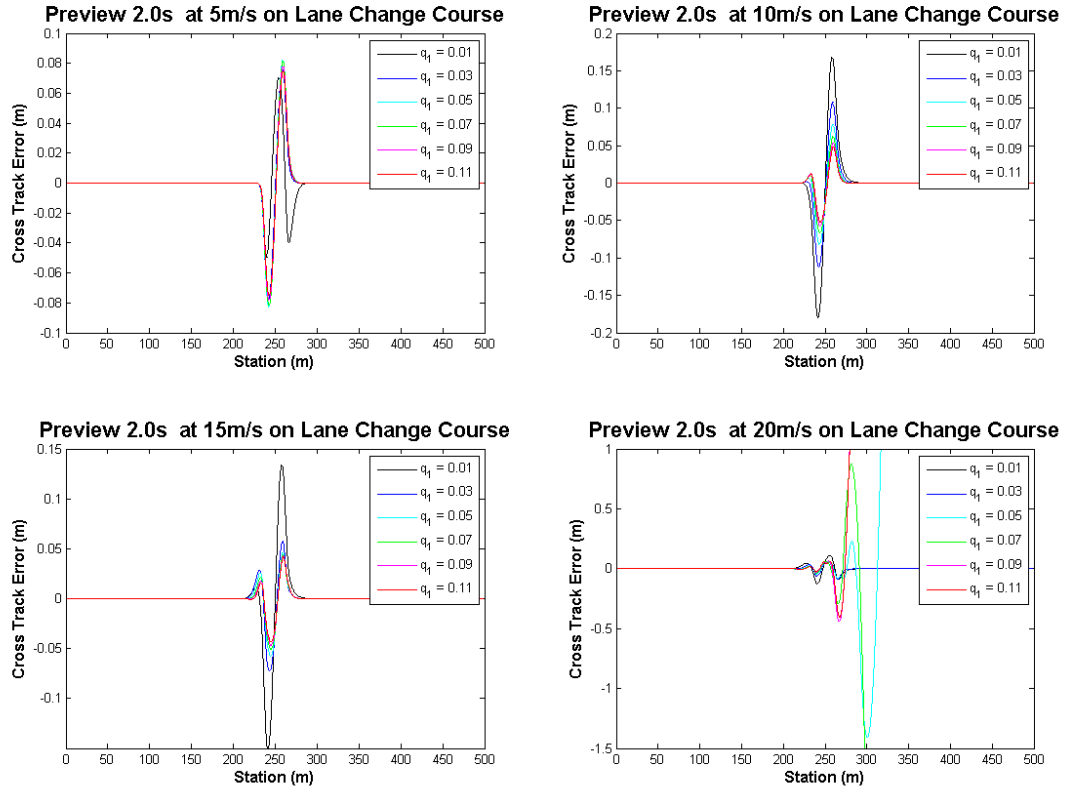 Preview 2.0s at 5m/s on Lane Change Course
Cross Track Error (m)
0.1
0.08
0.06
0.04
0.02
0
-0.02
-0.04
-0.06
-0.08
-0.1
0 50 100 150 200 250 300 350 400 450 500
Station (m)
q1 = 0.01
q1 = 0.03
q1 = 0.05
q1 = 0.07
q1 = 0.09
q1 = 0.11
Preview 2.0s at 10m/s on Lane Change Course
Cross Track Error (m)
0.2
0.15
0.1
0.05
0
-0.05
-0.1
-0.15
-0.2
0 50 100 150 200 250 300 350 400 450 500
Station (m)
q1 = 0.01
q1 = 0.03
q1 = 0.05
q1 = 0.07
q1 = 0.09
q1 = 0.11
Preview 2.0s at 15m/s on Lane Change Course
Cross Track Error (m)
0.15
0.1
0.05
0
-0.05
-0.1
0 50 100 150 200 250 300 350 400 450 500
Station (m)
q1 = 0.01
q1 = 0.03
q1 = 0.05
q1 = 0.07
q1 = 0.09
q1 = 0.11
Preview 2.0s at 20m/s on Lane Change Course
Cross Track Error (m)
1
0.5
0
-0.5
-1
-1.5
0 50 100 150 200 250 300 350 400 450 500
Station (m)
q1 = 0.01
q1 = 0.03
q1 = 0.05
q1 = 0.07
q1 = 0.09
q1 = 0.11